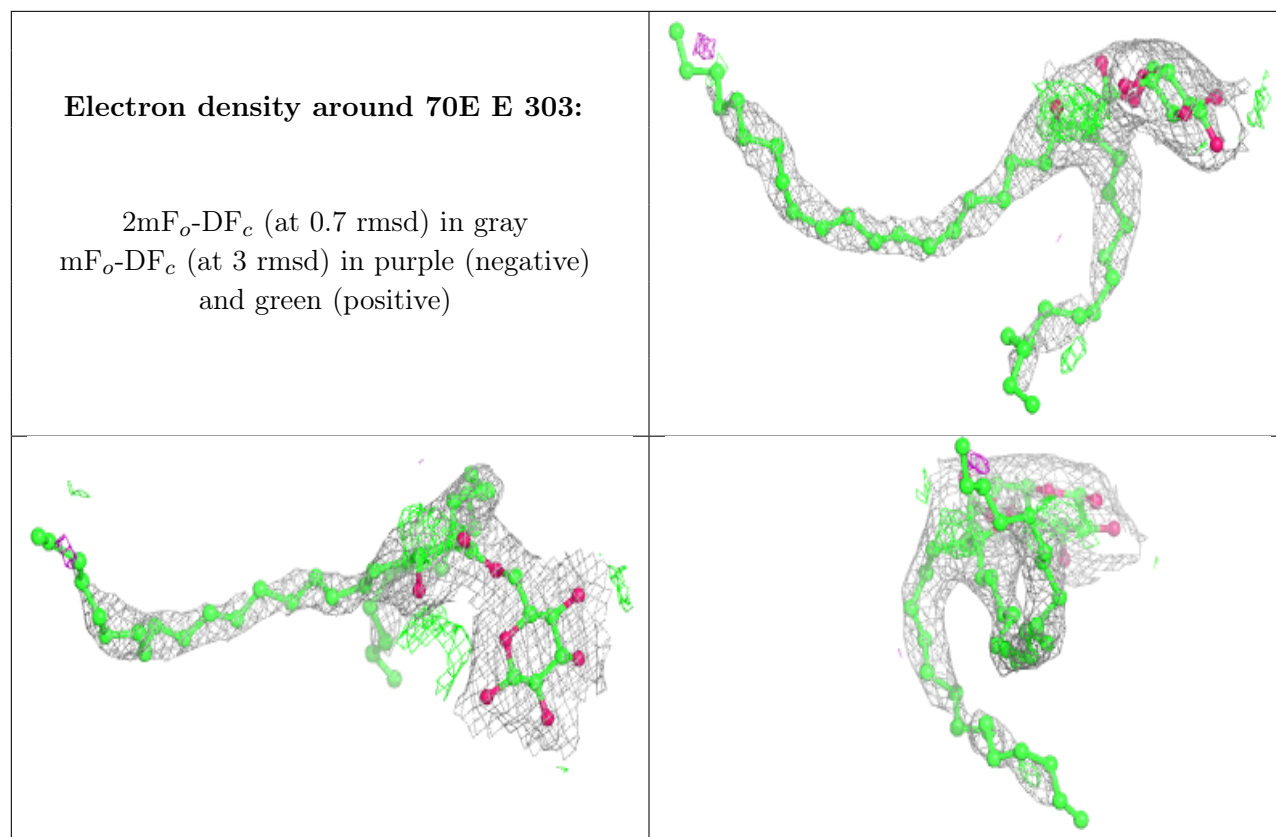 Electron density around 70E E 303:
2mFo-DFc (at 0.7 rmsd) in gray
mFo-DFc (at 3 rmsd) in purple (negative)
and green (positive)